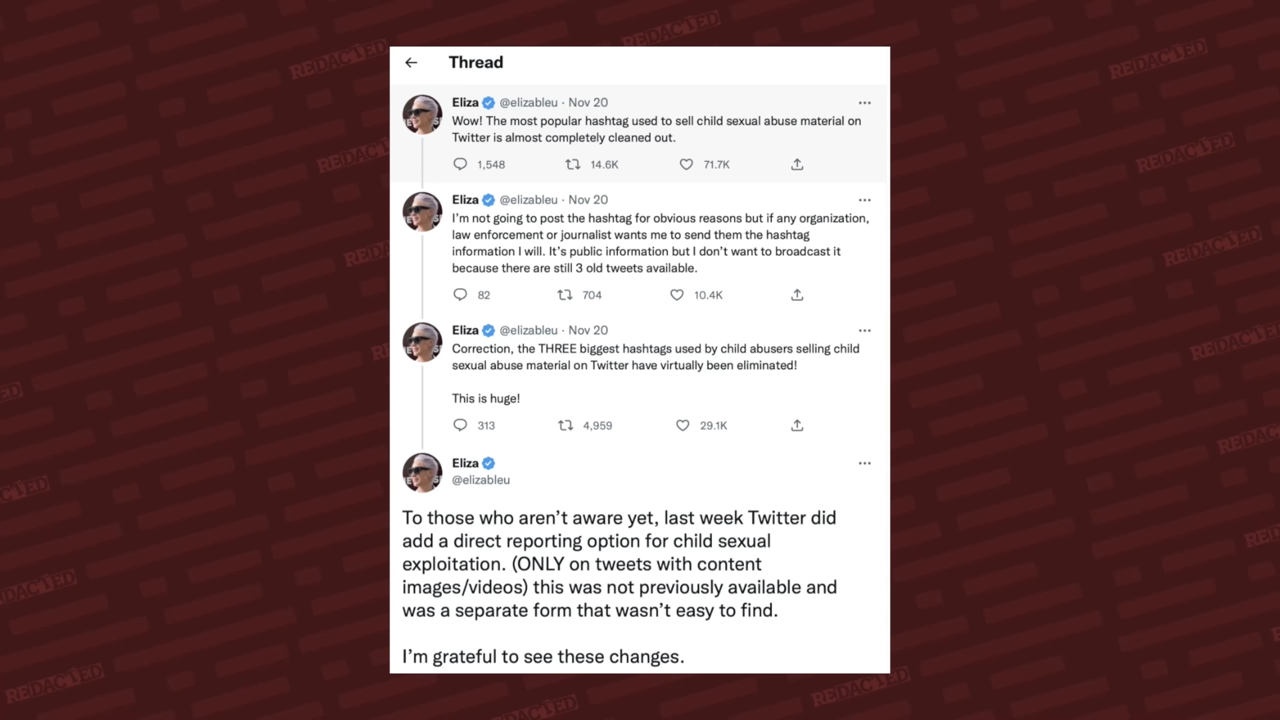 Thread
Eliza @elizableu · Nov 20
Wow! The most popular hashtag used to sell child sexual abuse material on
Twitter is almost completely cleaned out.
1,548 14.6K 71.7K
Eliza @elizableu · Nov 20
I’m not going to post the hashtag for obvious reasons but if any organization,
law enforcement or journalist wants me to send them the hashtag
information I will. It’s public information but I don’t want to broadcast it
because there are still 3 old tweets available.
82 704 10.4K
Eliza @elizableu · Nov 20
Correction, the THREE biggest hashtags used by child abusers selling child
sexual abuse material on Twitter have virtually been eliminated!
This is huge!
313 4,959 29.1K
Eliza
@elizableu
To those who aren’t aware yet, last week Twitter did
add a direct reporting option for child sexual
exploitation. (ONLY on tweets with content
images/videos) this was not previously available and
was a separate form that wasn’t easy to find.
I’m grateful to see these changes.
REDACTED
REDACTED
REDACTED
REDACTED
REDACTED
REDACTED
REDACTED